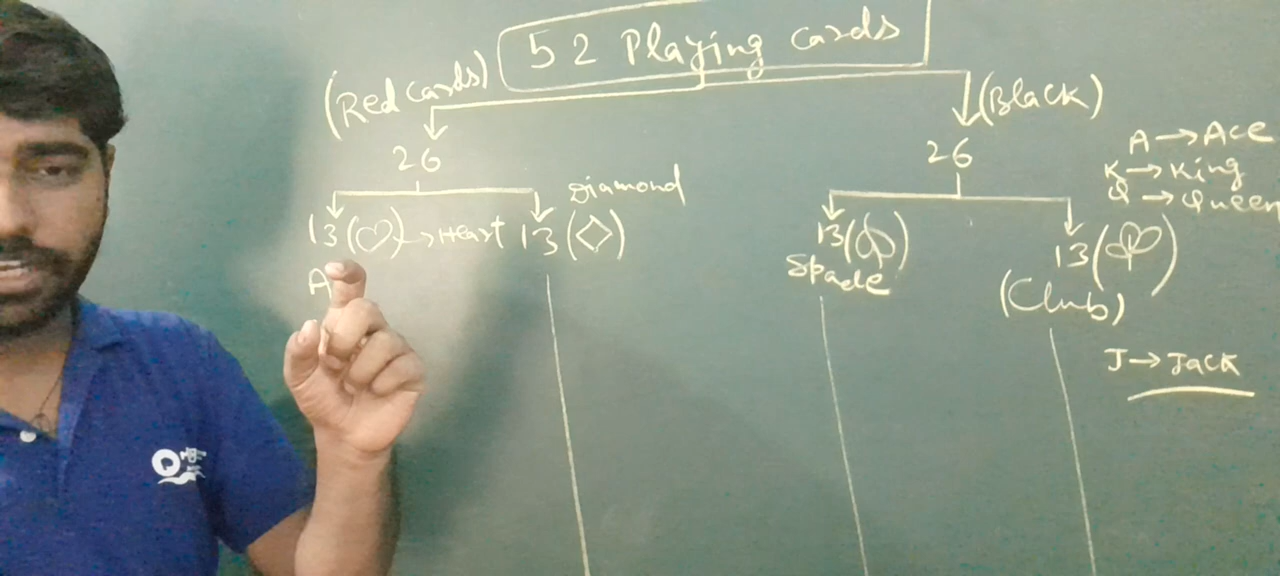 52 Playing cards
(Red cards)
(Black)
26
26
A→Ace
K→King
Q→Queen
Diamond
13(♡)→Heart
13(◇)
13(♤)
Spade
13(♧)
(Club)
A
J→Jack